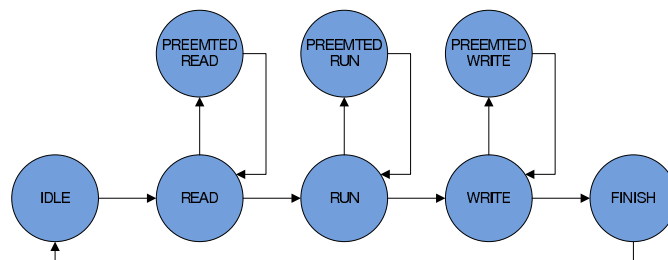 PREEMTED
READ
PREEMTED
RUN
PREEMTED
WRITE
IDLE
READ
RUN
WRITE
FINISH